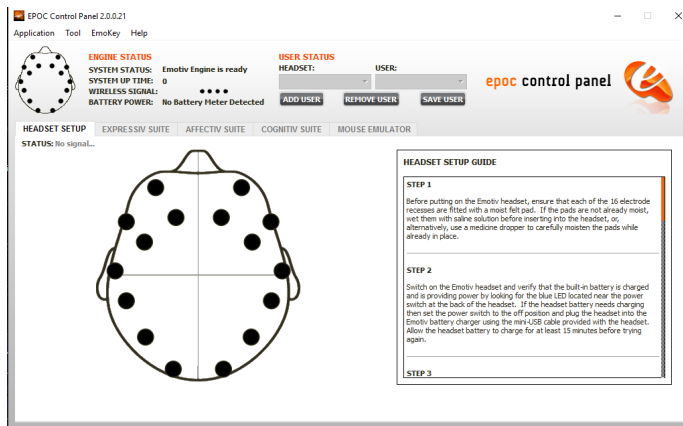 EPOC Control Panel 2.0.0.21
Application Tool EmoKey Help
ENGINE STATUS
SYSTEM STATUS: Emotiv Engine is ready
SYSTEM UP TIME: 0
WIRELESS SIGNAL:
BATTERY POWER: No Battery Meter Detected
USER STATUS
HEADSET: USER:
ADD USER REMOVE USER SAVE USER
epoc control panel
HEADSET SETUP EXPRESSIV SUITE AFFECTIV SUITE COGNITIV SUITE MOUSE EMULATOR
STATUS: No signal...
HEADSET SETUP GUIDE
STEP 1
Before putting on the Emotiv headset, ensure that each of the 16 electrode
recesses are fitted with a moist felt pad. If the pads are not already moist,
wet them with saline solution before inserting into the headset, or,
alternatively, use a medicine dropper to carefully moisten the pads while
already in place.
STEP 2
Switch on the Emotiv headset and verify that the built-in battery is charged
and is providing power by looking for the blue LED located near the power
switch at the back of the headset. If the headset battery needs charging
then set the power switch to the off position and plug the headset into the
Emotiv battery charger using the mini-USB cable provided with the headset.
Allow the headset battery to charge for at least 15 minutes before trying
again.
STEP 3